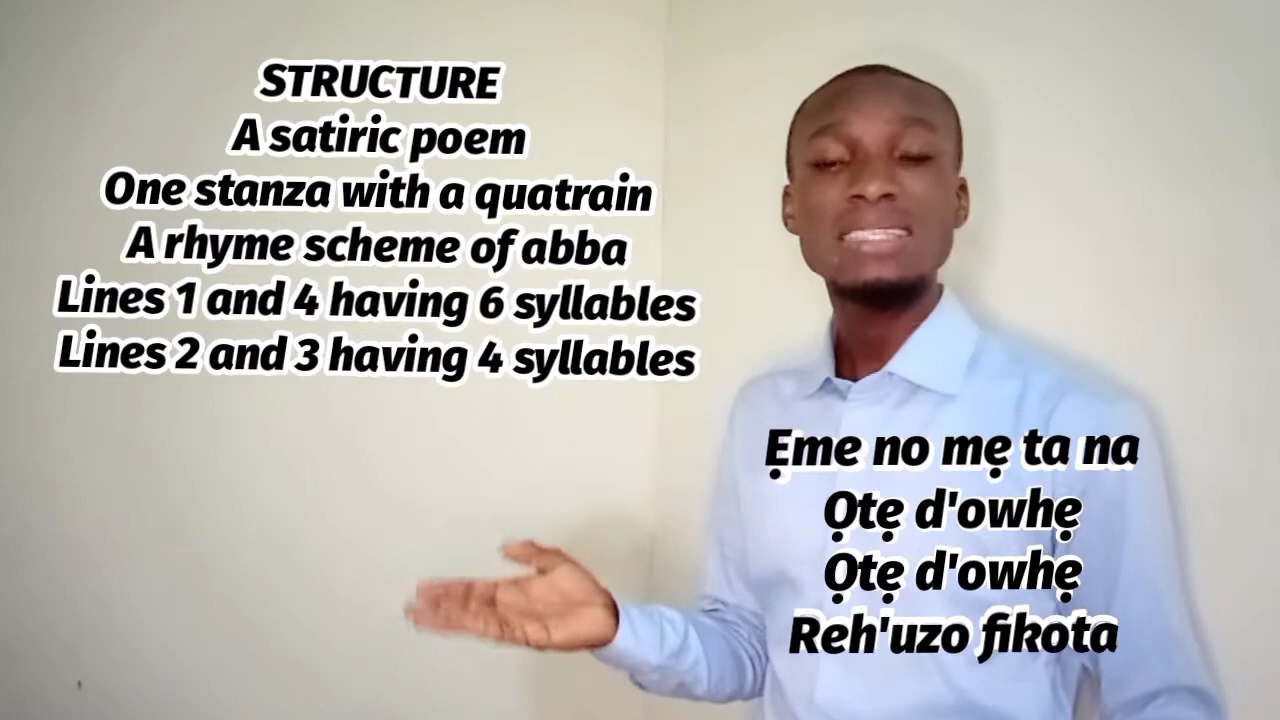 STRUCTURE
A satiric poem
One stanza with a quatrain
A rhyme scheme of abba
Lines 1 and 4 having 6 syllables
Lines 2 and 3 having 4 syllables
Ẹme no mẹ ta na
Ọtẹ d'owhẹ
Ọtẹ d'owhẹ
Reh'uzo fikota